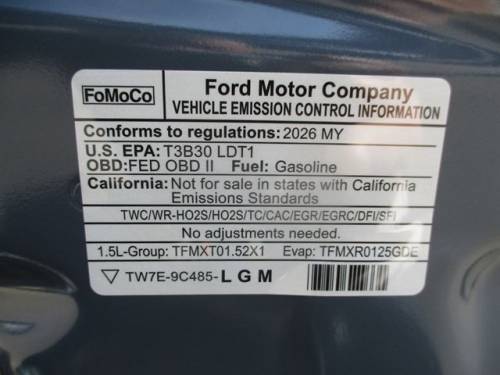 FoMoCo
Ford Motor Company
VEHICLE EMISSION CONTROL INFORMATION
Conforms to regulations: 2026 MY
U.S. EPA: T3B30 LDT1
OBD:FED OBD II Fuel: Gasoline
California: Not for sale in states with California
Emissions Standards
TWC/WR-HO2S/HO2S/TC/CAC/EGR/EGRC/DFI/SFI
No adjustments needed.
1.5L-Group: TFMXT01.52X1 Evap: TFMXR0125GDE
TW7E-9C485- L G M